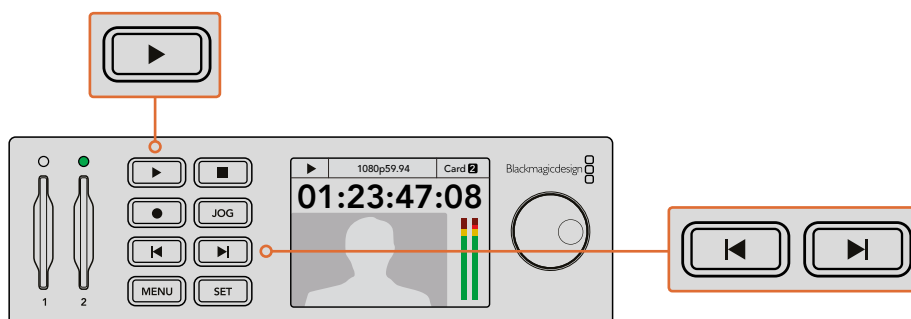 1080p59.94 Card 2
Blackmagicdesign
01:23:47:08
JOG
MENU SET
1 2